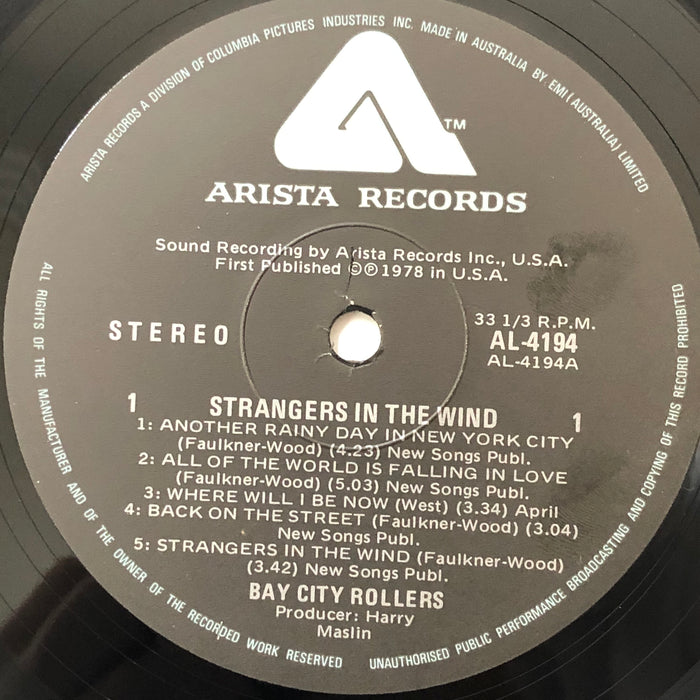 ARISTA RECORDS A DIVISION OF COLUMBIA PICTURES INDUSTRIES INC. MADE IN AUSTRALIA BY EMI (AUSTRALIA) LIMITED
TM
ARISTA RECORDS
Sound Recording by Arista Records Inc., U.S.A.
First Published ©℗ 1978 in U.S.A.
STEREO
33 1/3 R.P.M.
AL-4194
AL-4194A
1 STRANGERS IN THE WIND 1
1: ANOTHER RAINY DAY IN NEW YORK CITY
(Faulkner-Wood) (4.23) New Songs Publ.
2: ALL OF THE WORLD IS FALLING IN LOVE
(Faulkner-Wood) (5.03) New Songs Publ.
3: WHERE WILL I BE NOW (West) (3.34) April
4: BACK ON THE STREET (Faulkner-Wood) (3.04)
New Songs Publ.
5: STRANGERS IN THE WIND (Faulkner-Wood)
(3.42) New Songs Publ.
BAY CITY ROLLERS
Producer: Harry
Maslin
ALL RIGHTS OF THE MANUFACTURER AND OF THE OWNER OF THE RECORDED WORK RESERVED
UNAUTHORISED PUBLIC PERFORMANCE BROADCASTING AND COPYING OF THIS RECORD PROHIBITED